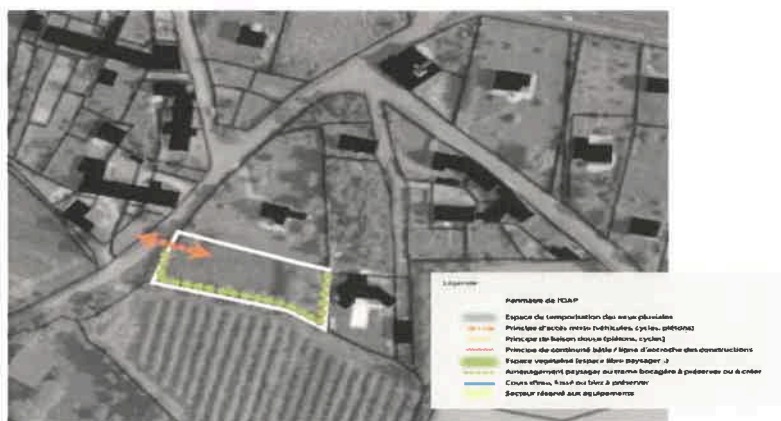 Légende
Périmètre de l'OAP
Espace de temporisation des eaux pluviales
Principe d'accès mixte (véhicules, cycles, piétons)
Principe de liaison douce (piétons, cycles)
Principe de continuité bâtie / ligne d'accroche des constructions
Espace végétalisé (espace libre paysager...)
Aménagement paysager ou trame bocagère à préserver ou à créer
Cours d'eau, fossé ou biez à préserver
Secteur réservé aux équipements